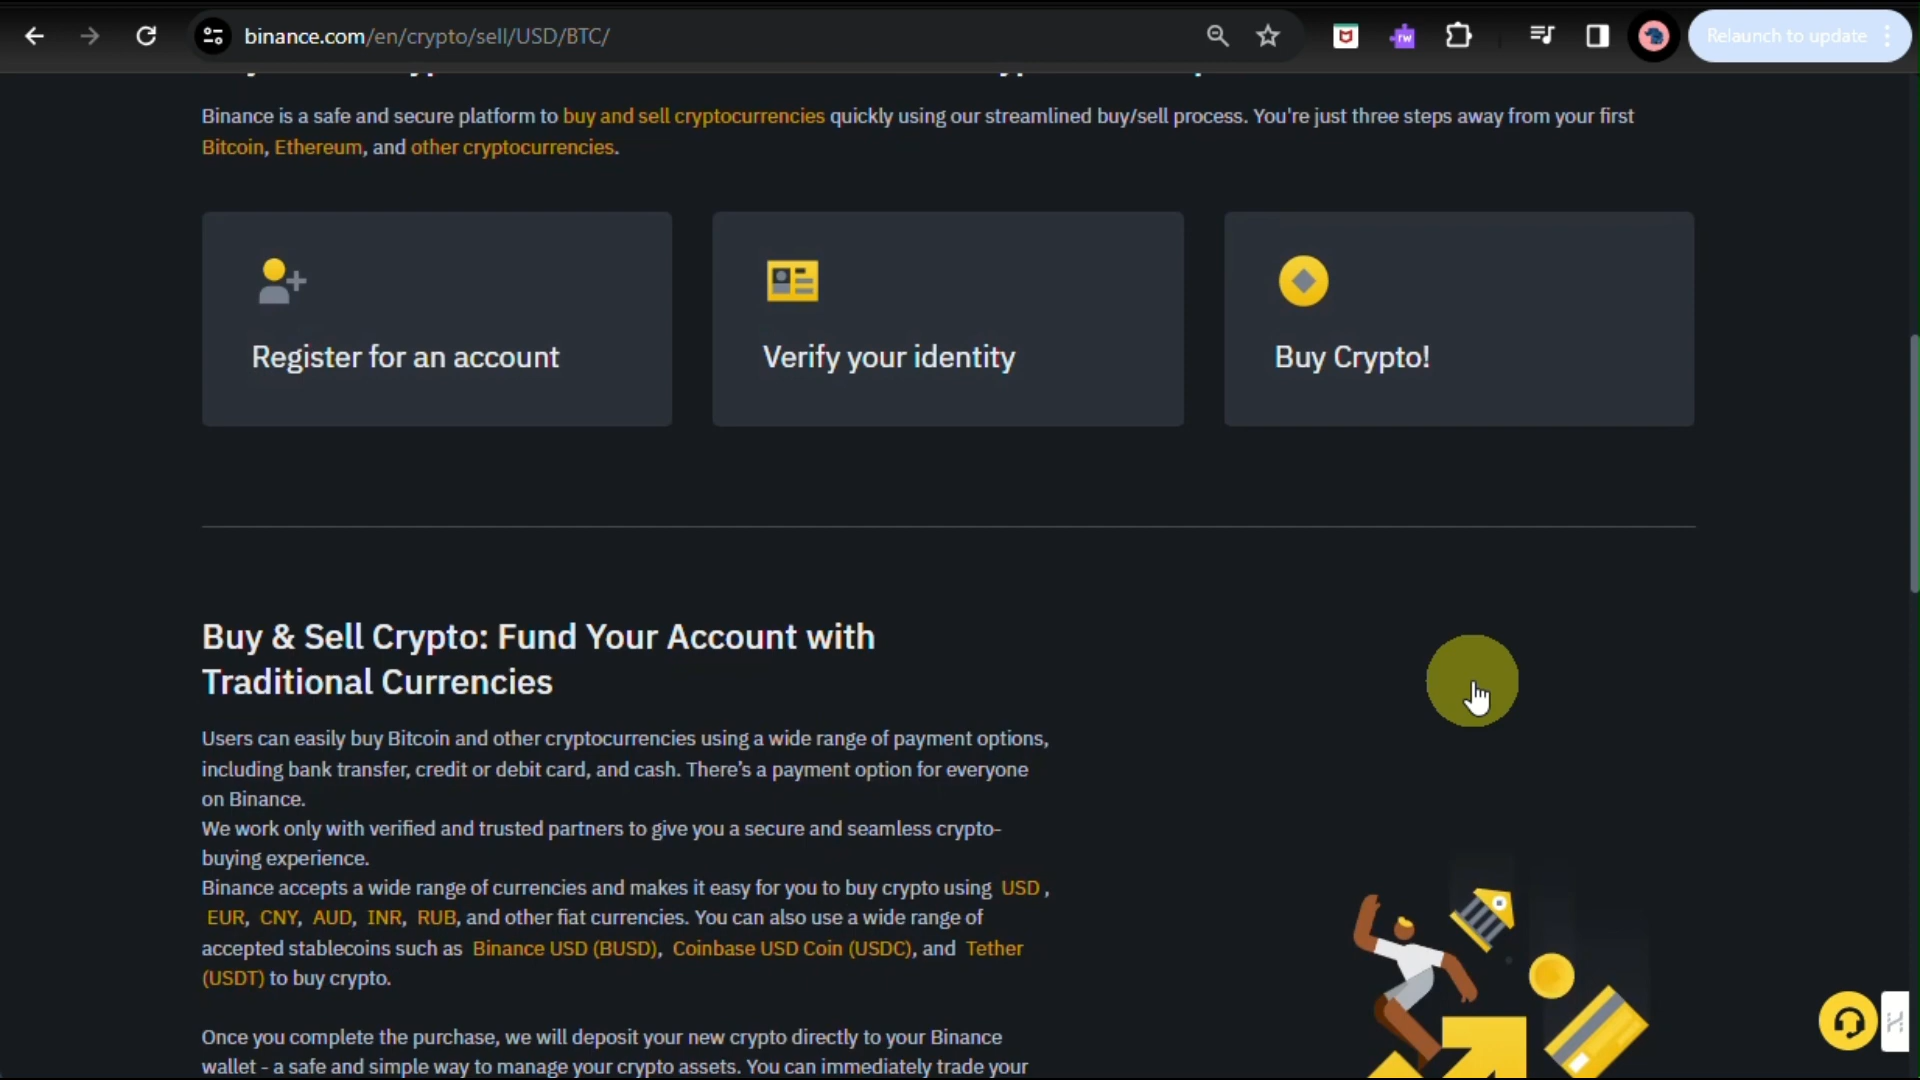 binance.com/en/crypto/sell/USD/BTC/
rw
Relaunch to update
Binance is a safe and secure platform to buy and sell cryptocurrencies quickly using our streamlined buy/sell process. You're just three steps away from your first
Bitcoin, Ethereum, and other cryptocurrencies.
Register for an account
Verify your identity
Buy Crypto!
Buy & Sell Crypto: Fund Your Account with
Traditional Currencies
Users can easily buy Bitcoin and other cryptocurrencies using a wide range of payment options,
including bank transfer, credit or debit card, and cash. There's a payment option for everyone
on Binance.
We work only with verified and trusted partners to give you a secure and seamless crypto-
buying experience.
Binance accepts a wide range of currencies and makes it easy for you to buy crypto using USD ,
EUR, CNY, AUD, INR, RUB, and other fiat currencies. You can also use a wide range of
accepted stablecoins such as Binance USD (BUSD), Coinbase USD Coin (USDC), and Tether
(USDT) to buy crypto.
Once you complete the purchase, we will deposit your new crypto directly to your Binance
wallet - a safe and simple way to manage your crypto assets. You can immediately trade your